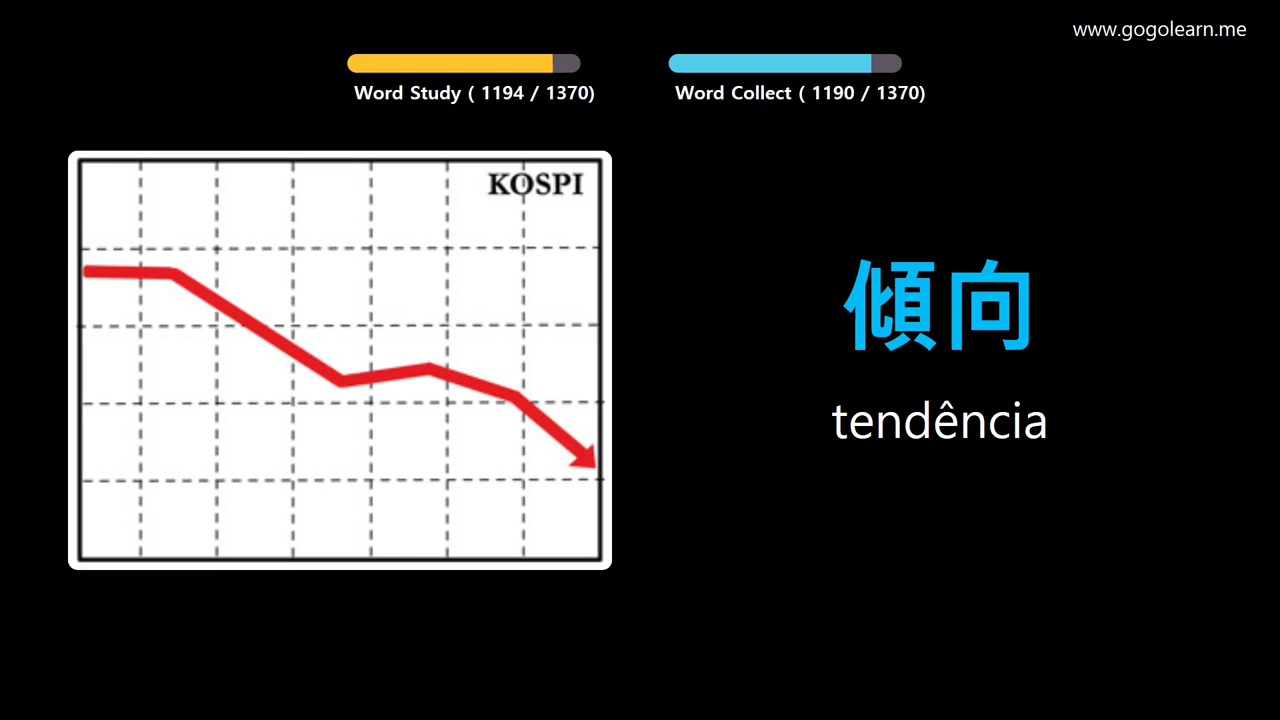 www.gogolearn.me
Word Study ( 1194 / 1370)
Word Collect ( 1190 / 1370)
KOSPI
傾向
tendência